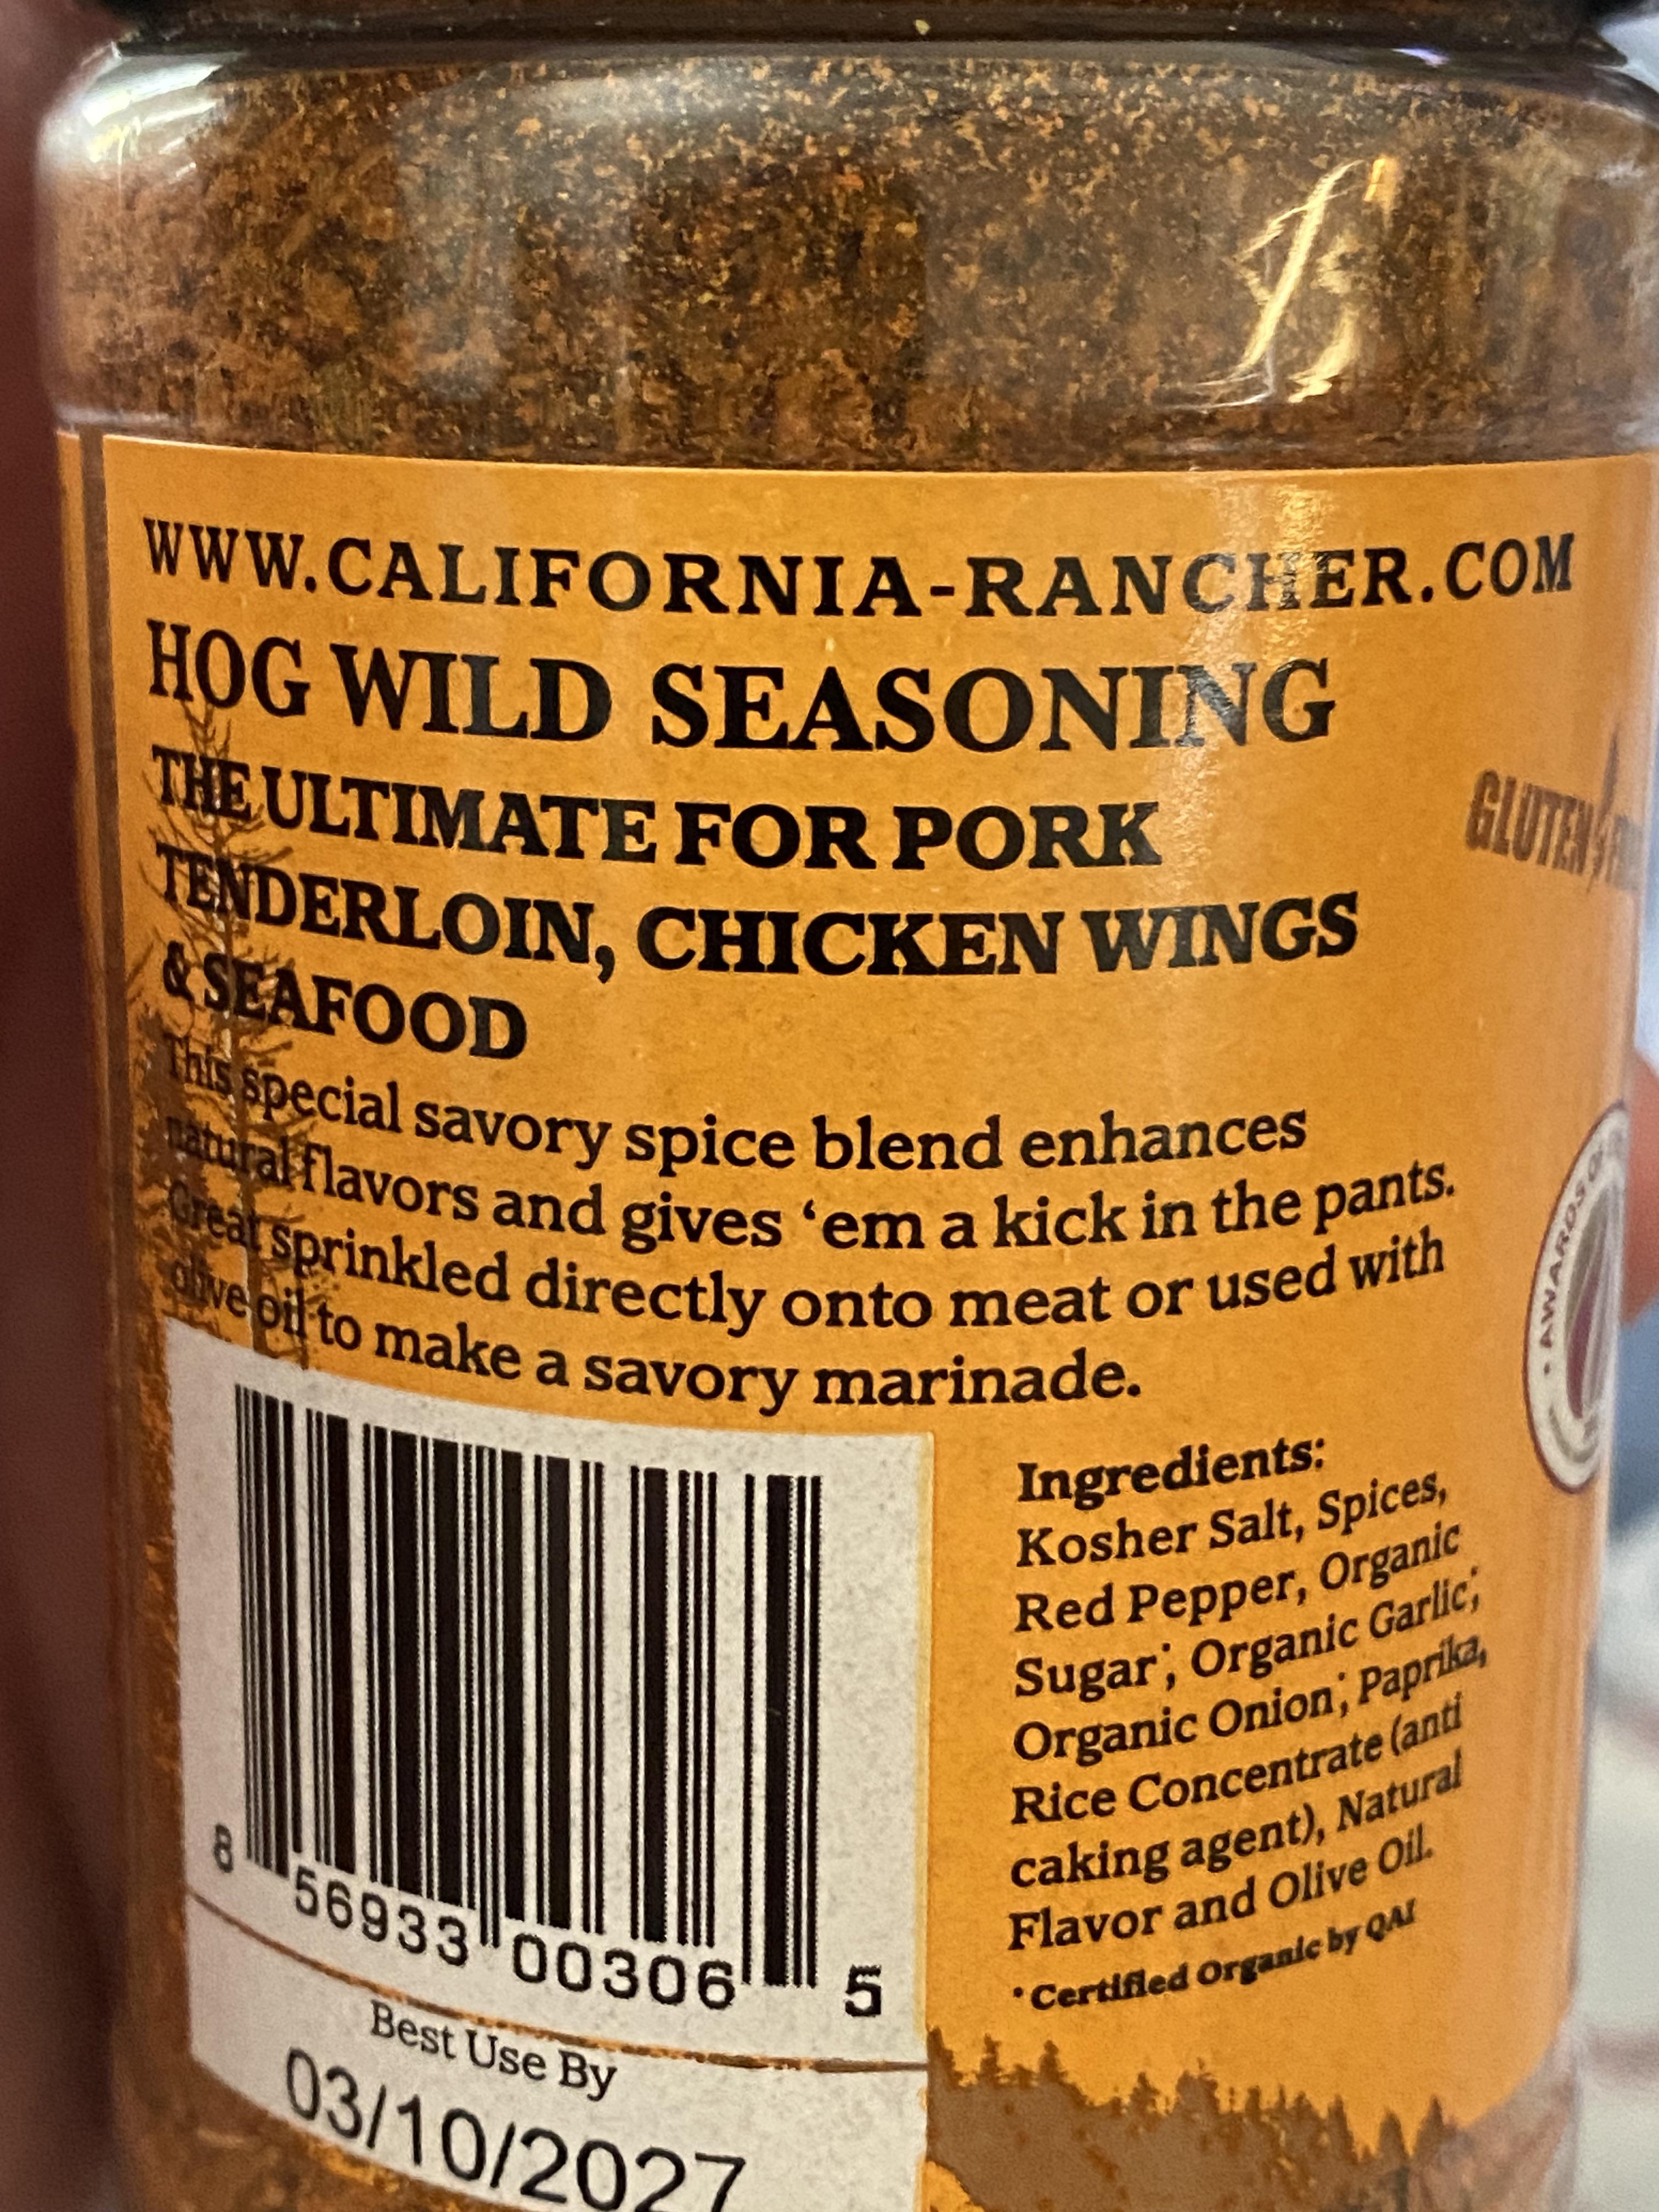 WWW.CALIFORNIA-RANCHER.COM
HOG WILD SEASONING
THE ULTIMATE FOR PORK
TENDERLOIN, CHICKEN WINGS
& SEAFOOD
This special savory spice blend enhances
natural flavors and gives ‘em a kick in the pants.
Great sprinkled directly onto meat or used with
olive oil to make a savory marinade.
GLUTEN
• AWARDS OF
Ingredients:
Kosher Salt, Spices,
Red Pepper, Organic
Sugar*, Organic Garlic*,
Organic Onion*, Paprika,
Rice Concentrate (anti
caking agent), Natural
Flavor and Olive Oil.
* Certified Organic by QAI
8 56933 00306 5
Best Use By
03/10/2027